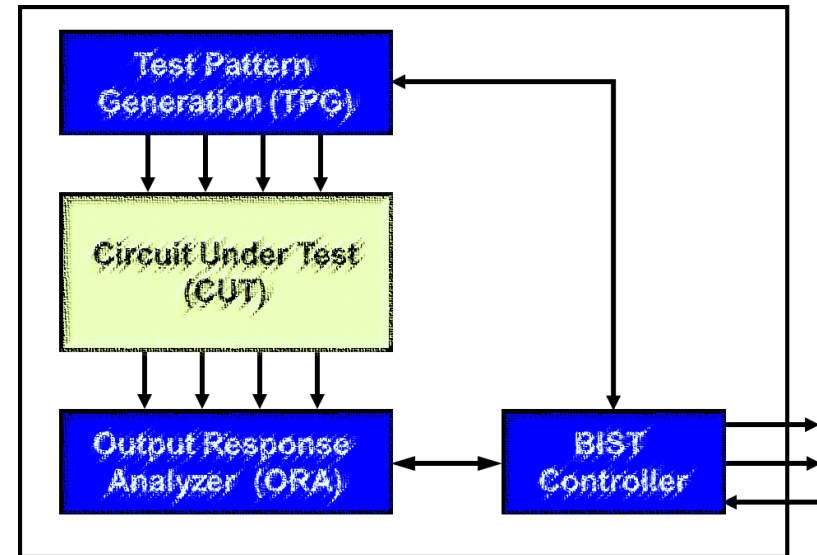 Test Pattern
Generation (TPG)
Circuit Under Test
(CUT)
Output Response
Analyzer (ORA)
BIST
Controller